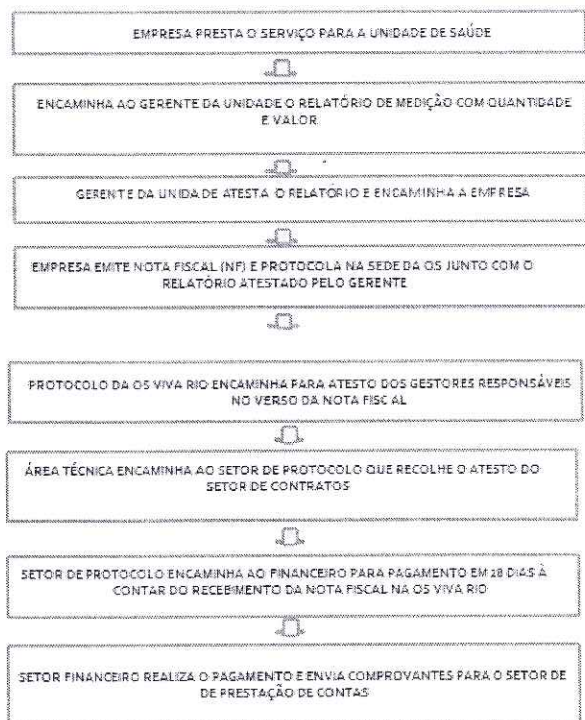 EMPRESA PRESTA O SERVIÇO PARA A UNIDADE DE SAÚDE
ENCAMINHA AO GERENTE DA UNIDADE O RELATÓRIO DE MEDIÇÃO COM QUANTIDADE
E VALOR
GERENTE DA UNIDA DE ATESTA O RELATÓRIO E ENCAMINHA A EMPRESA
EMPRESA EMITE NOTA FISCAL (NF) E PROTOCOLA NA SEDE DA OS JUNTO COM O
RELATÓRIO ATESTADO PELO GERENTE
PROTOCOLO DA OS VIVA RIO ENCAMINHA PARA ATESTO DOS GESTORES RESPONSÁVEIS
NO VERSO DA NOTA FISCAL
ÁREA TÉCNICA ENCAMINHA AO SETOR DE PROTOCOLO QUE RECOLHE O ATESTO DO
SETOR DE CONTRATOS
SETOR DE PROTOCOLO ENCAMINHA AO FINANCEIRO PARA PAGAMENTO EM 28 DIAS À
CONTAR DO RECEBIMENTO DA NOTA FISCAL NA OS VIVA RIO
SETOR FINANCEIRO REALIZA O PAGAMENTO E ENVIA COMPROVANTES PARA O SETOR DE
DE PRESTAÇÃO DE CONTAS